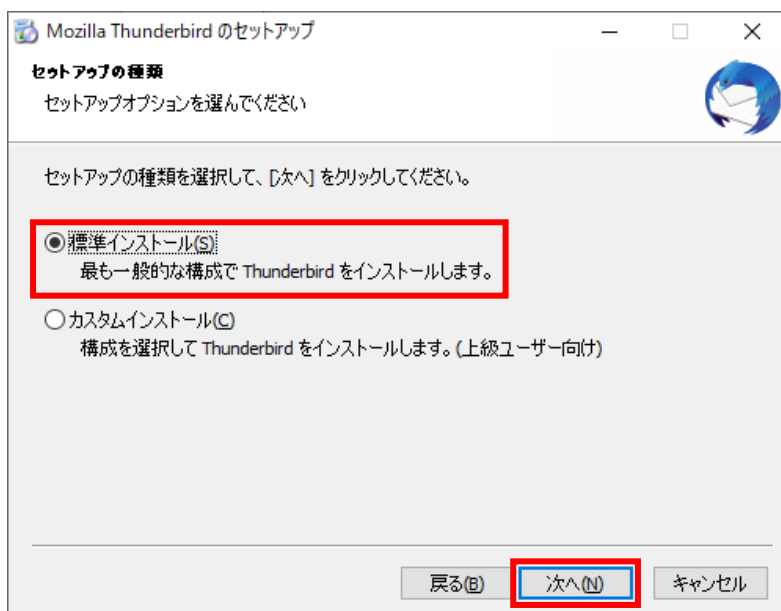 Mozilla Thunderbird のセットアップ
セットアップの種類
セットアップオプションを選んでください
セットアップの種類を選択して、[次へ] をクリックしてください。
標準インストール(S)
最も一般的な構成で Thunderbird をインストールします。
カスタムインストール(C)
構成を選択して Thunderbird をインストールします。(上級ユーザー向け)
戻る(B) 次へ(N) キャンセル